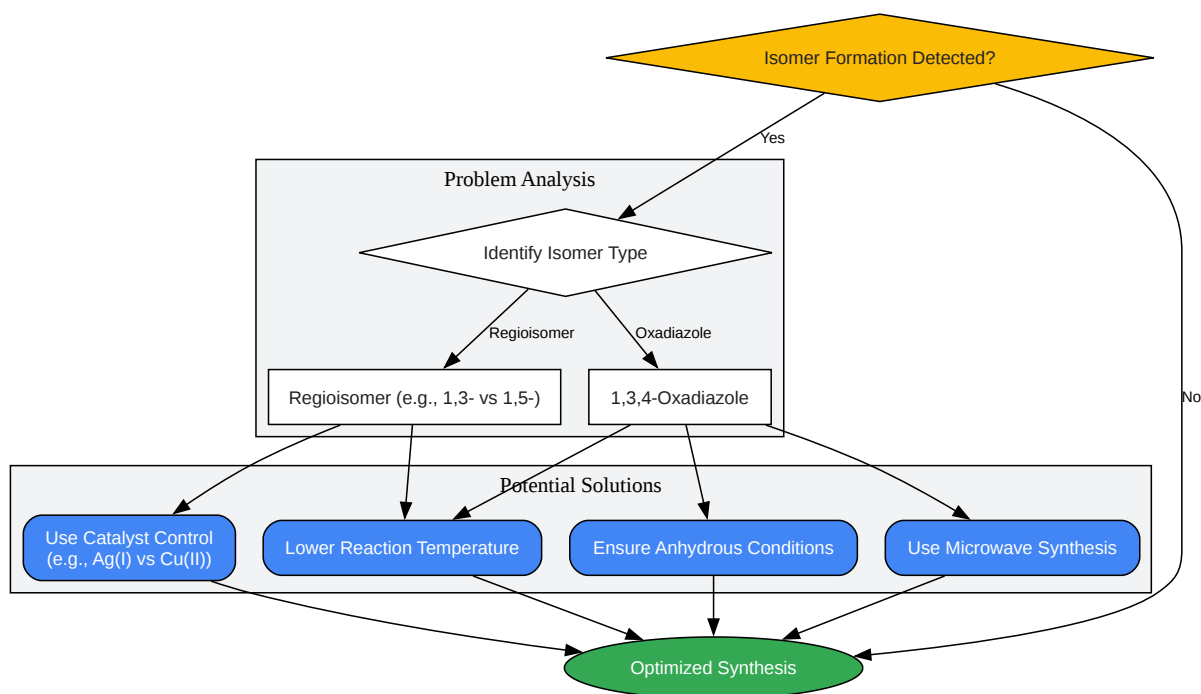 Isomer Formation Detected?
Yes
Problem Analysis
Identify Isomer Type
Regioisomer
Oxadiazole
Regioisomer (e.g., 1,3- vs 1,5-)
1,3,4-Oxadiazole
No
Potential Solutions
Use Catalyst Control
(e.g., Ag(I) vs Cu(II))
Lower Reaction Temperature
Ensure Anhydrous Conditions
Use Microwave Synthesis
Optimized Synthesis